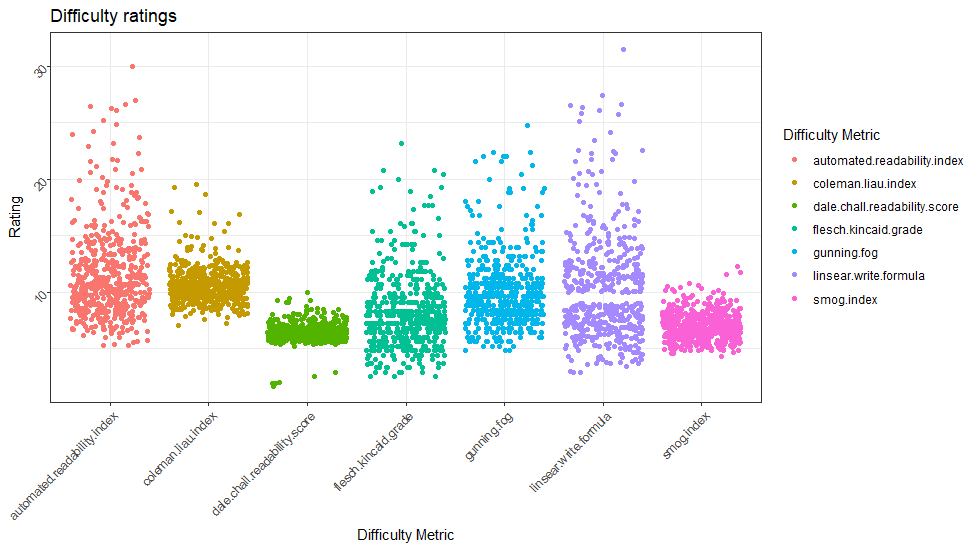 Difficulty ratings
Rating
30
20
10
automated.readability.index
coleman.liau.index
dale.chall.readability.score
flesch.kincaid.grade
gunning.fog
linsear.write.formula
smog.index
Difficulty Metric
Difficulty Metric
automated.readability.index
coleman.liau.index
dale.chall.readability.score
flesch.kincaid.grade
gunning.fog
linsear.write.formula
smog.index